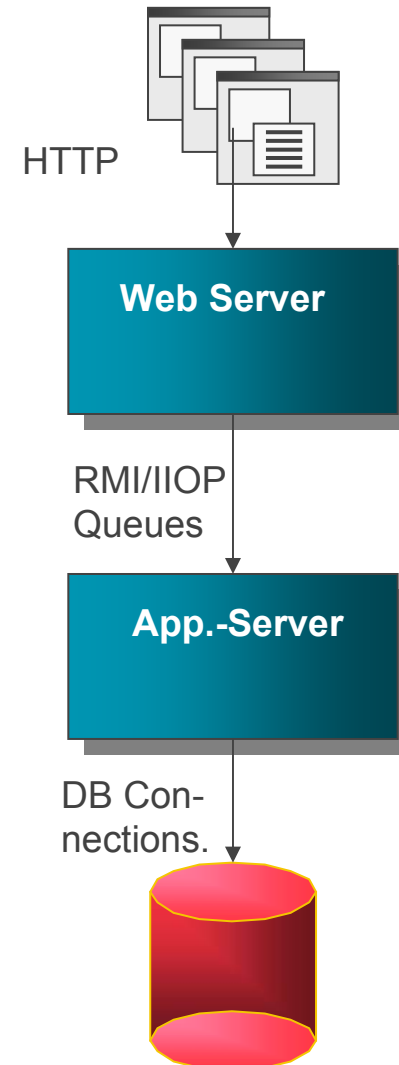 HTTP
Web Server
RMI/IIOP
Queues
App.-Server
DB Con-
nections.